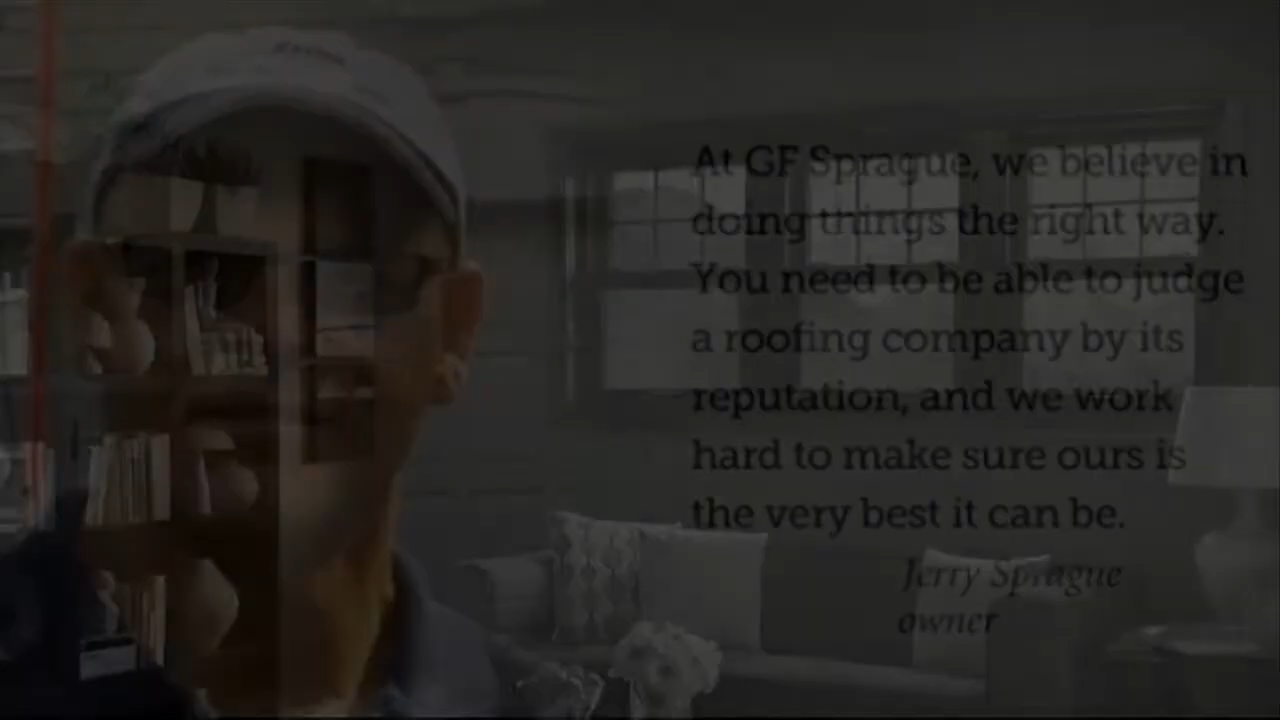 At GF Sprague, we believe in
doing things the right way.
You need to be able to judge
a roofing company by its
reputation, and we work
hard to make sure ours is
the very best it can be.
Jerry Sprague
owner